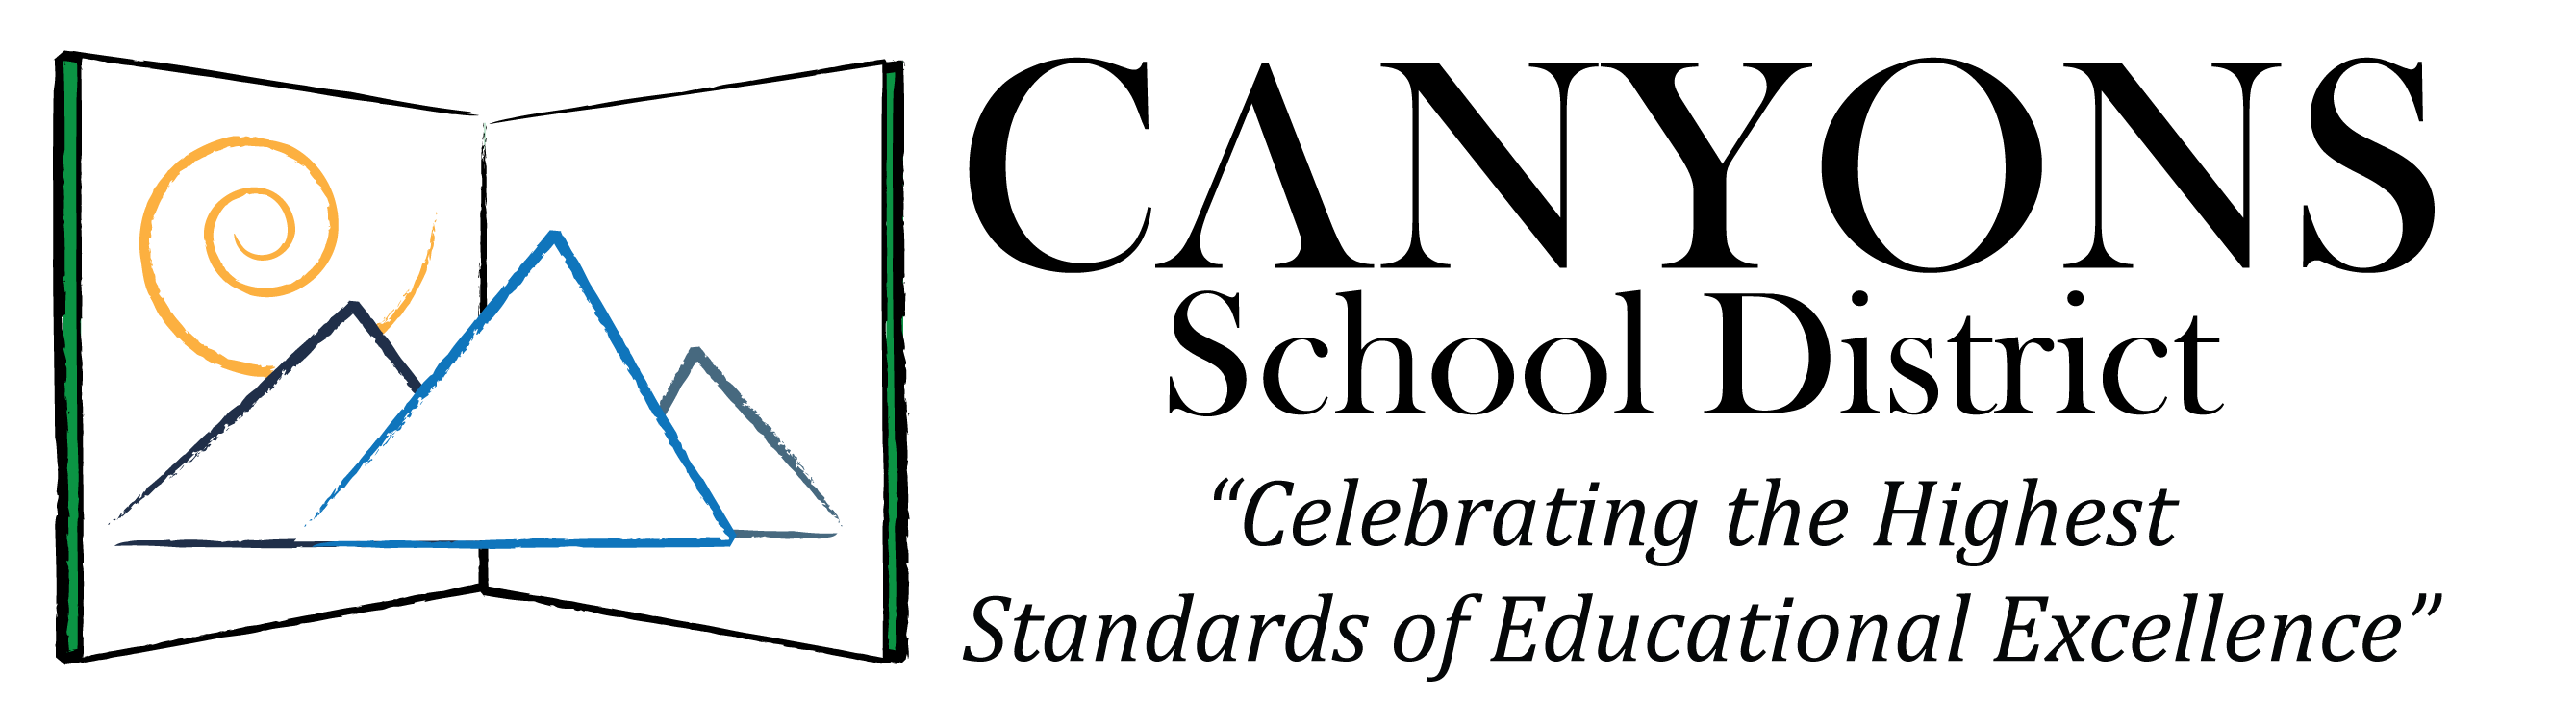 CANYONS
School District
“Celebrating the Highest
Standards of Educational Excellence”